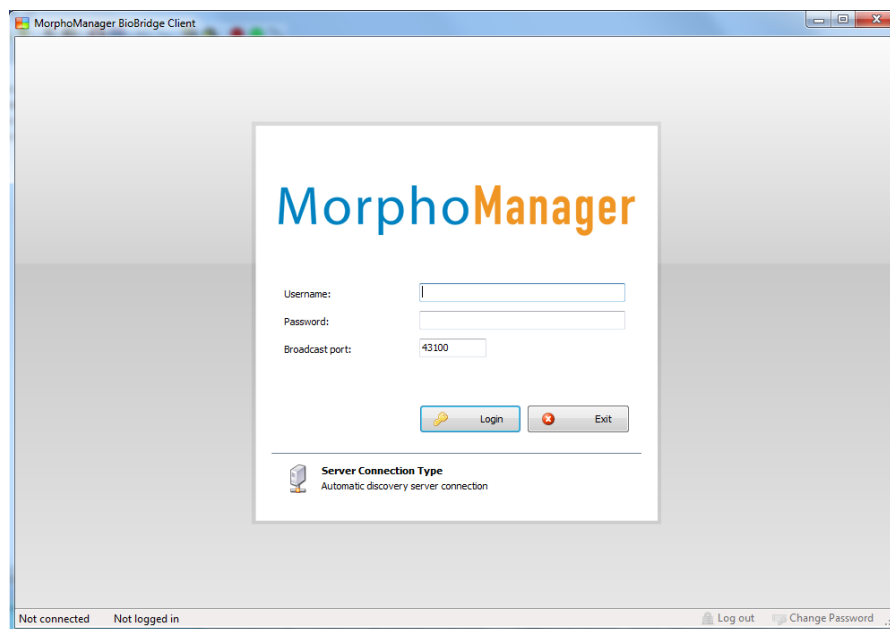 MorphoManager BioBridge Client
MorphoManager
Username:
Password:
Broadcast port: 43100
Login Exit
Server Connection Type
Automatic discovery server connection
Not connected Not logged in Log out Change Password